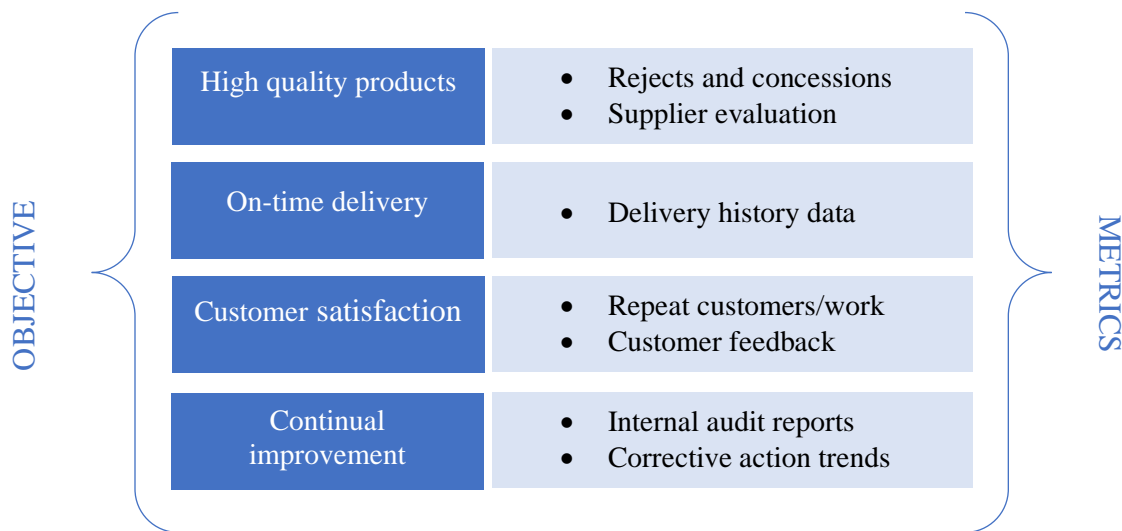 OBJECTIVE
High quality products
• Rejects and concessions
• Supplier evaluation
On-time delivery
• Delivery history data
Customer satisfaction
• Repeat customers/work
• Customer feedback
Continual
improvement
• Internal audit reports
• Corrective action trends
METRICS